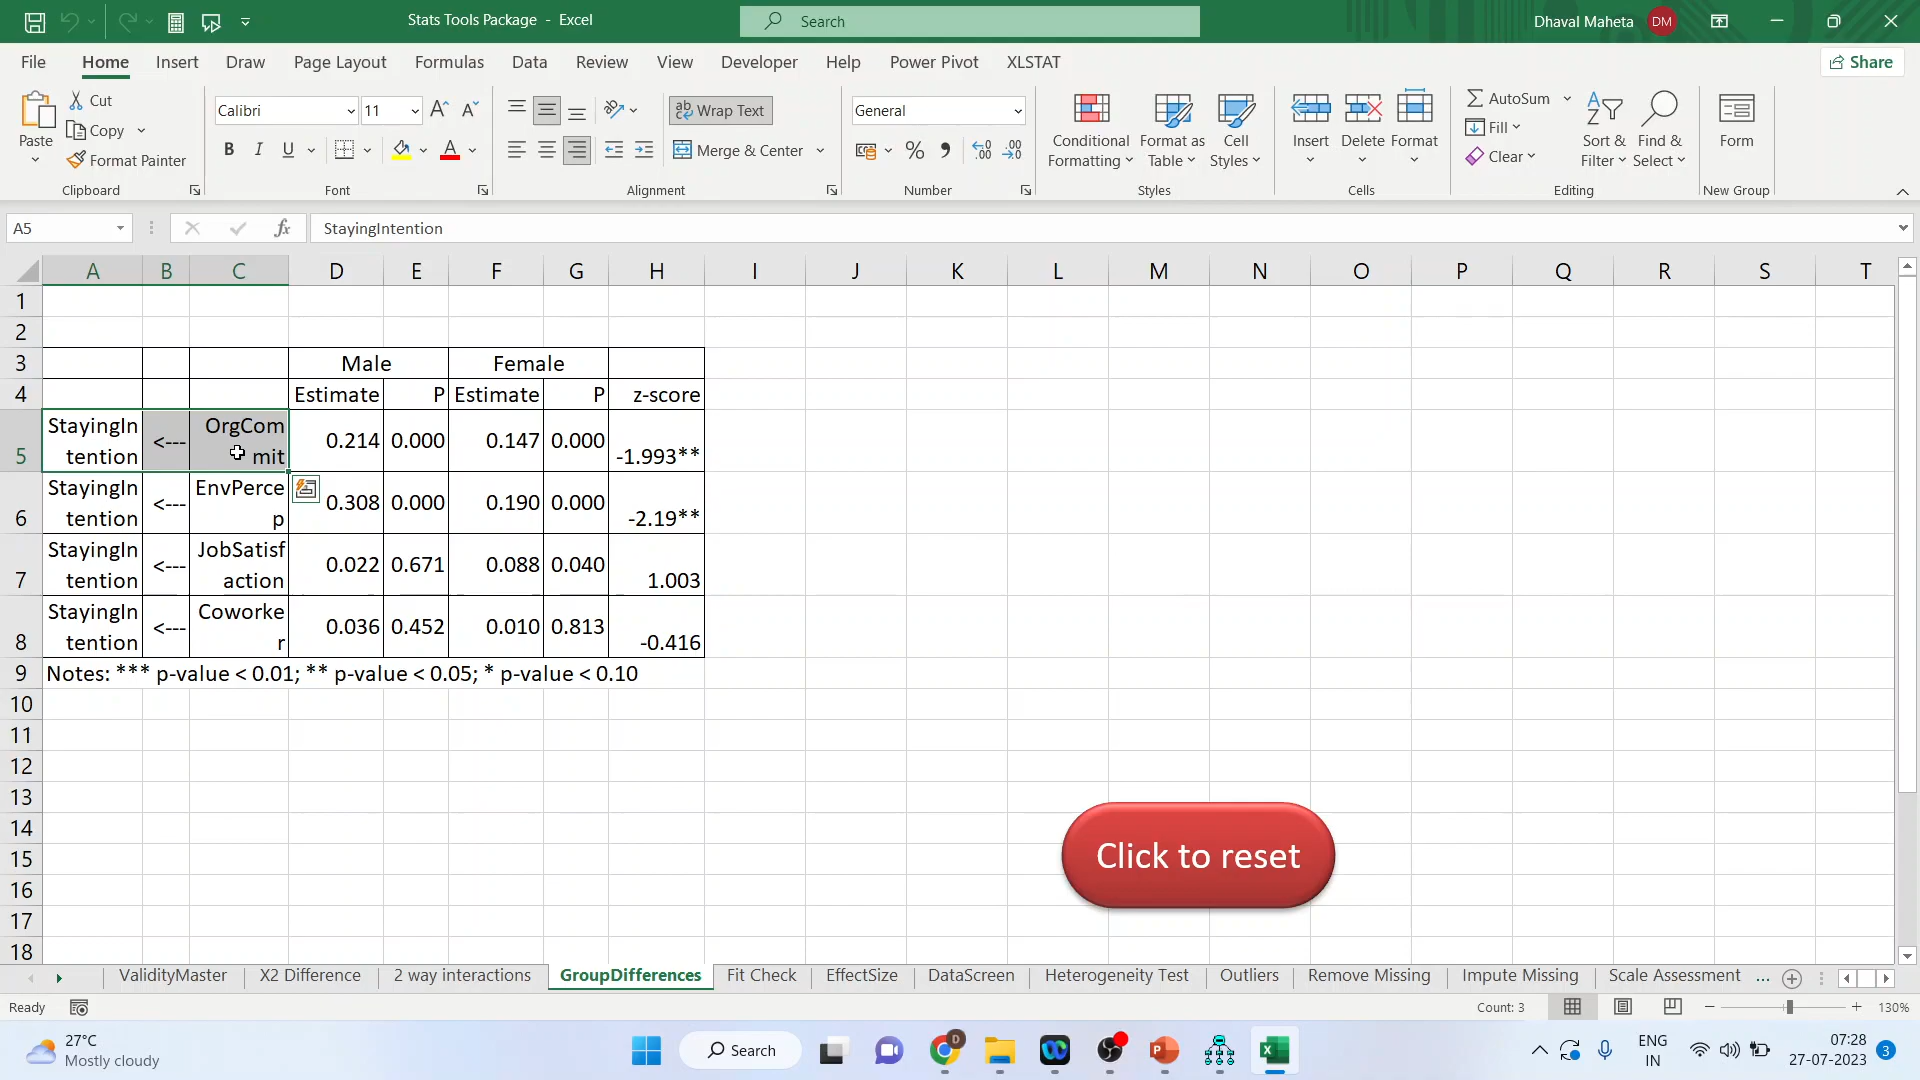 Stats Tools Package - Excel
Search
Dhaval Maheta DM
File Home Insert Draw Page Layout Formulas Data Review View Developer Help Power Pivot XLSTAT Share
Paste
Cut
Copy
Format Painter
Clipboard
Calibri 11
B I U
Font
Wrap Text
Merge & Center
Alignment
General
Number
Conditional Formatting
Format as Table
Cell Styles
Styles
Insert Delete Format
Cells
AutoSum
Fill
Clear
Sort & Filter
Find & Select
Editing
Form
New Group
A5 fx StayingIntention
A B C D E F G H I J K L M N O P Q R S T
1
2
3 Male Female
4 Estimate P Estimate P z-score
5 StayingIn tention <--- OrgCom mit 0.214 0.000 0.147 0.000 -1.993**
6 StayingIn tention <--- EnvPerce p 0.308 0.000 0.190 0.000 -2.19**
7 StayingIn tention <--- JobSatisf action 0.022 0.671 0.088 0.040 1.003
8 StayingIn tention <--- Coworke r 0.036 0.452 0.010 0.813 -0.416
9 Notes: *** p-value < 0.01; ** p-value < 0.05; * p-value < 0.10
10
11
12
13
14
15
16
17
18
Click to reset
ValidityMaster X2 Difference 2 way interactions GroupDifferences Fit Check EffectSize DataScreen Heterogeneity Test Outliers Remove Missing Impute Missing Scale Assessment ...
Ready Count: 3 130%
27°C
Mostly cloudy
Search
ENG
IN
07:28
27-07-2023 3